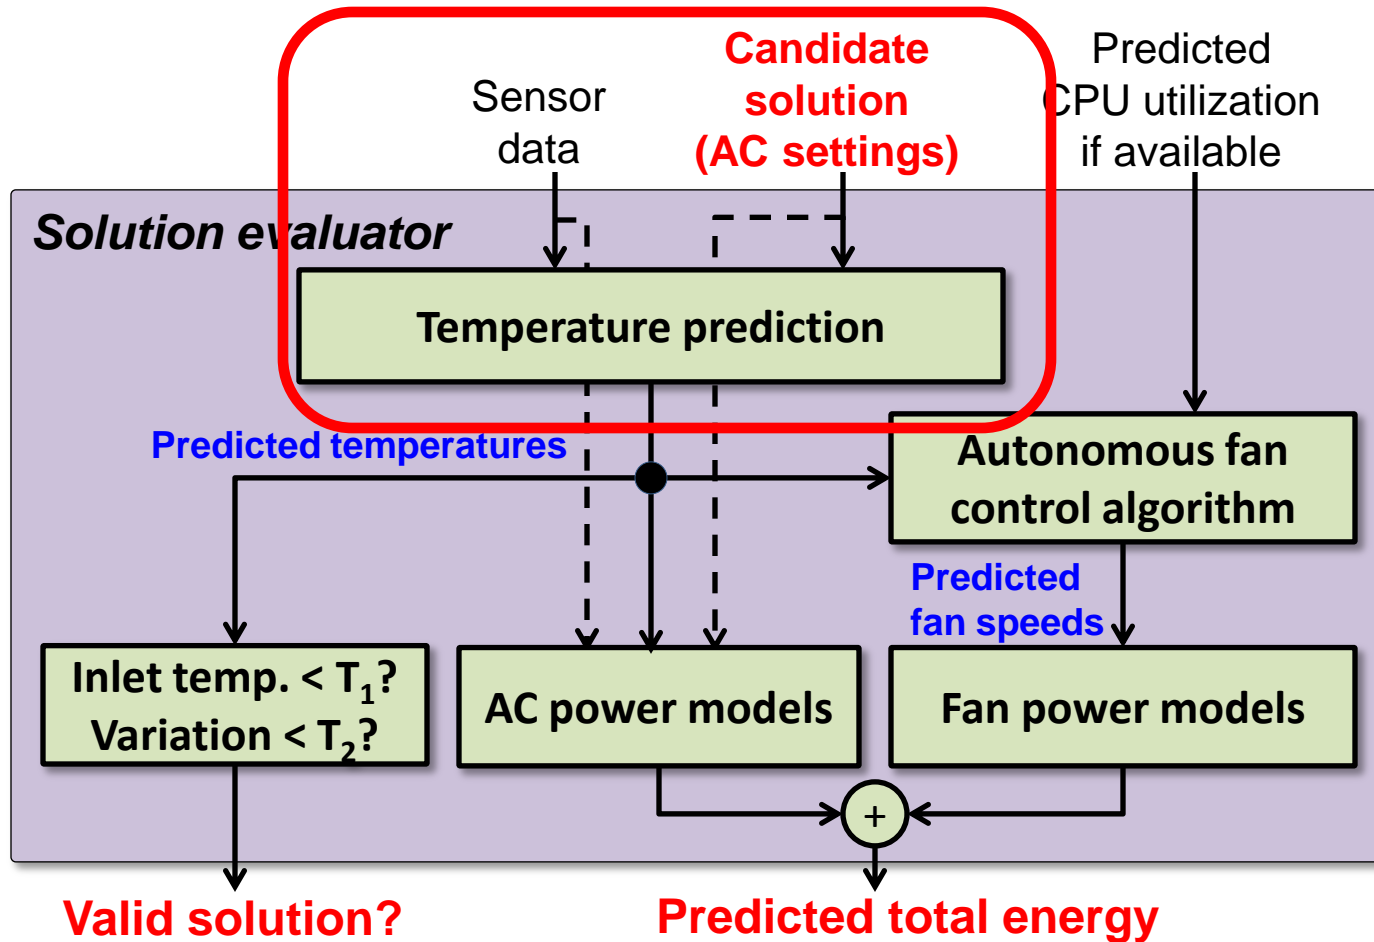 Sensor
data
Candidate
solution
(AC settings)
Predicted
CPU utilization
if available
Solution evaluator
Temperature prediction
Predicted temperatures
Autonomous fan
control algorithm
Predicted
fan speeds
Inlet temp. < T₁?
Variation < T₂?
AC power models
Fan power models
+
Valid solution?
Predicted total energy